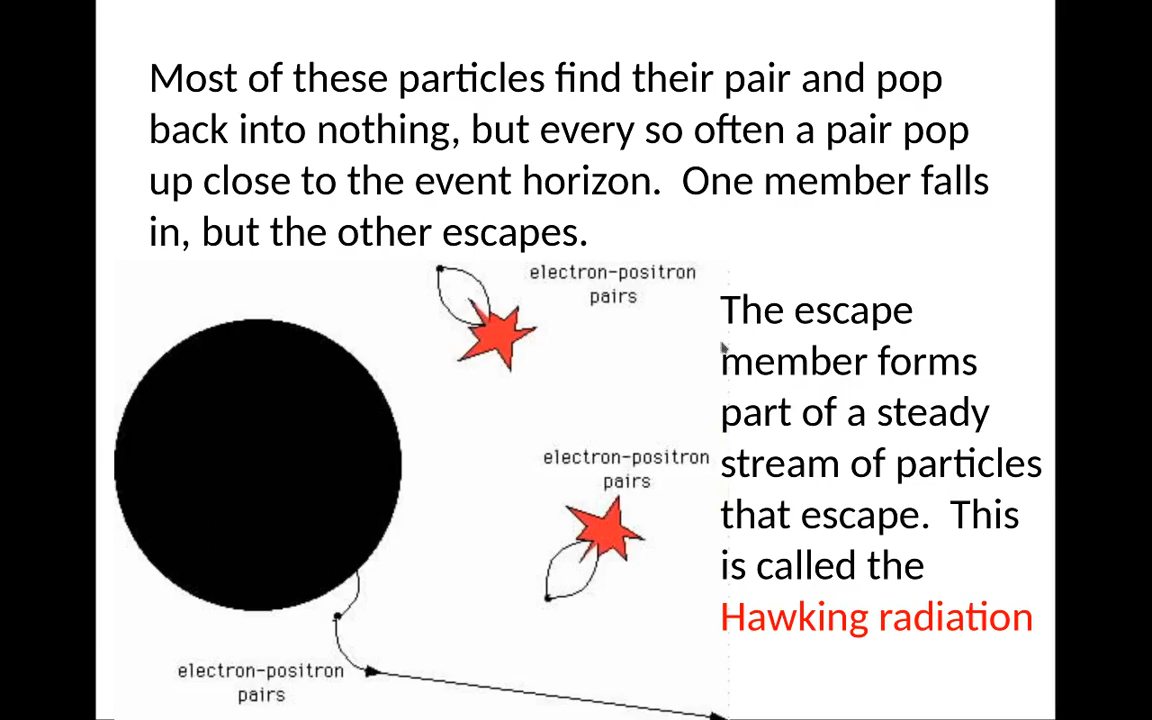 Most of these particles find their pair and pop
back into nothing, but every so often a pair pop
up close to the event horizon.  One member falls
in, but the other escapes.
electron-positron
pairs
The escape
member forms
part of a steady
stream of particles
that escape.  This
is called the
Hawking radiation
electron-positron
pairs
electron-positron
pairs